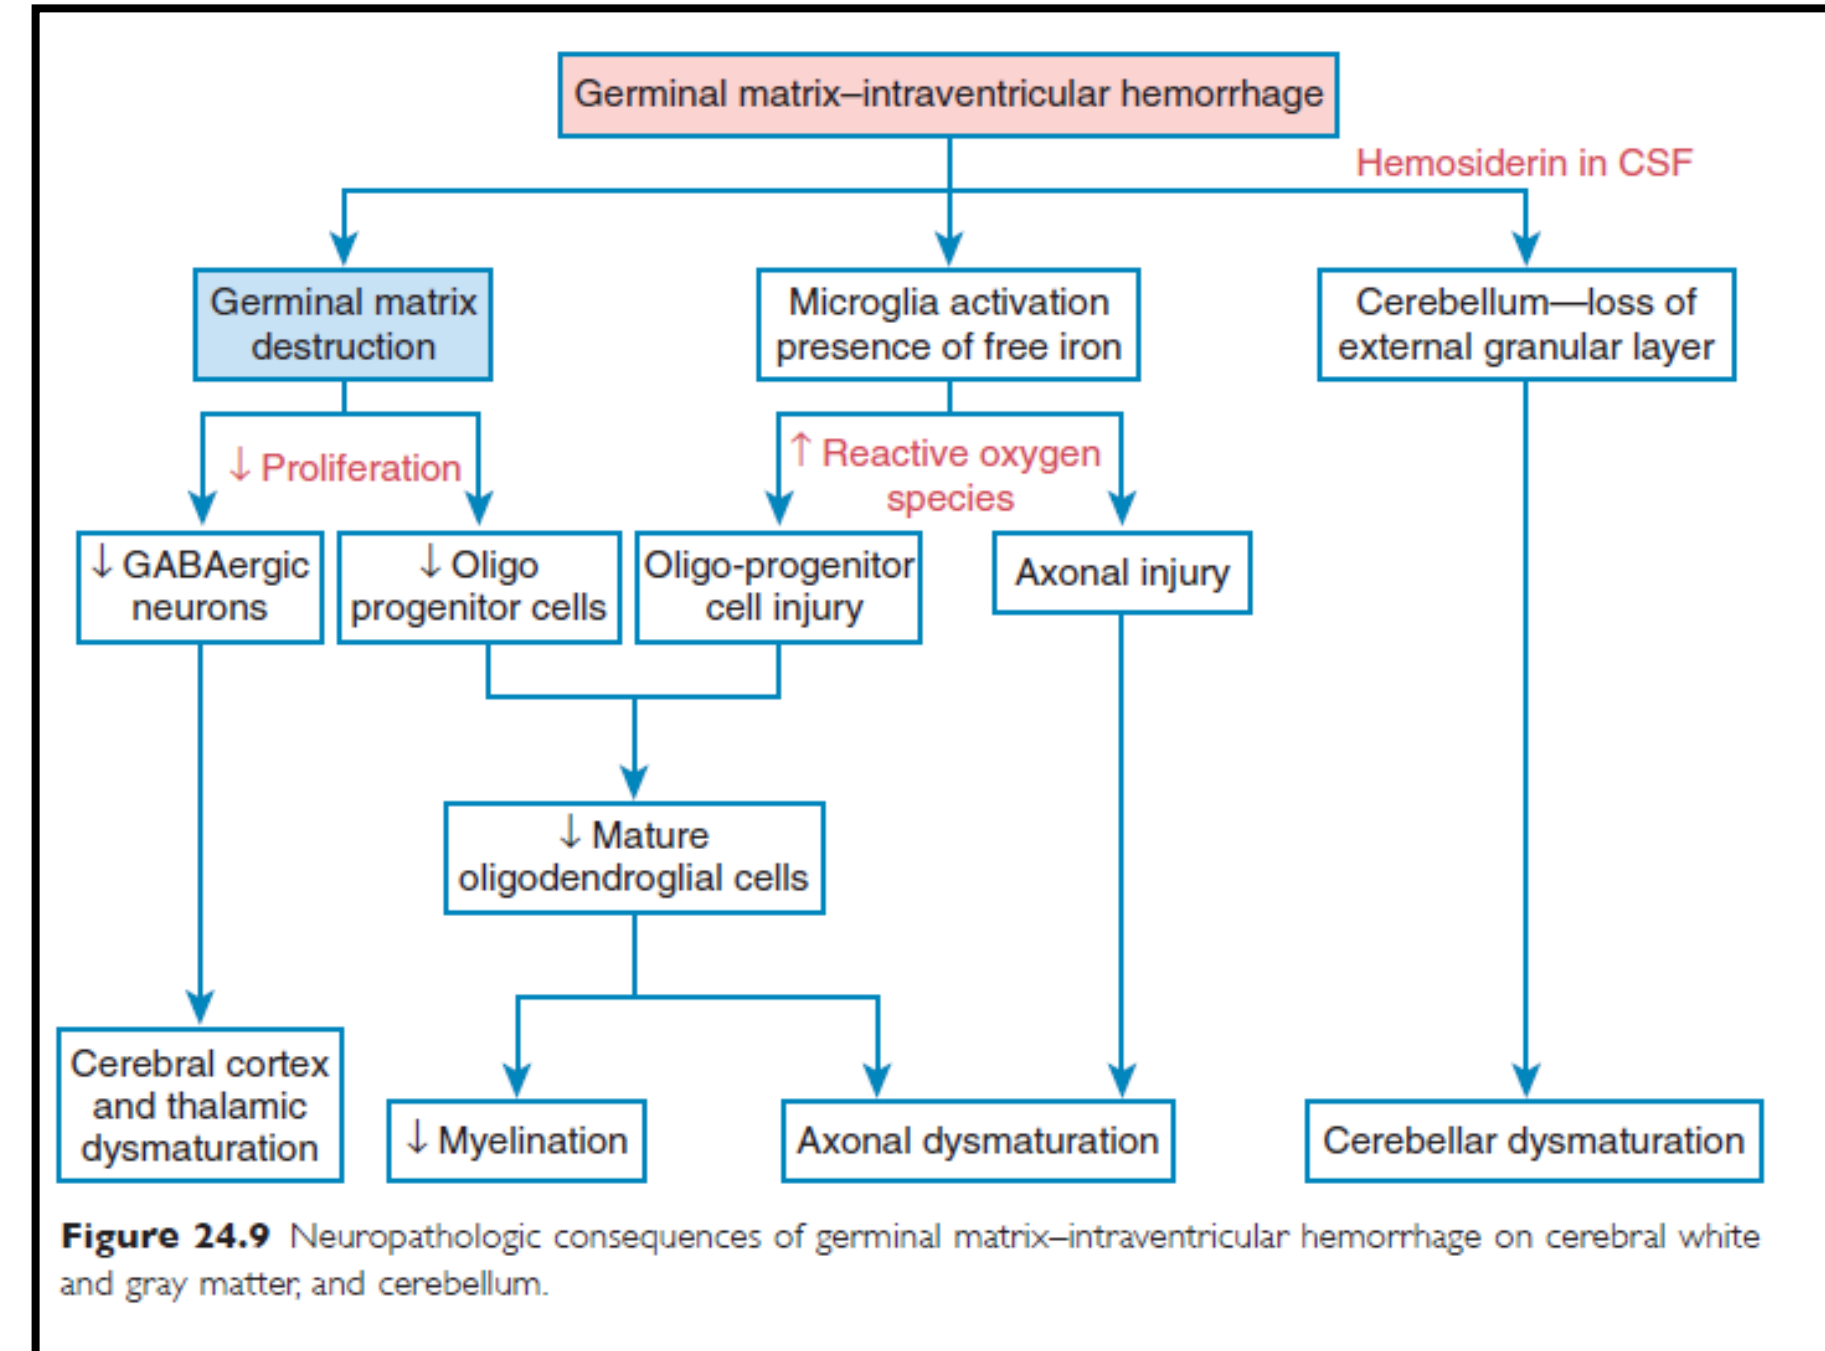 Germinal matrix–intraventricular hemorrhage
Hemosiderin in CSF
Germinal matrix
destruction
Microglia activation
presence of free iron
Cerebellum—loss of
external granular layer
↓ Proliferation
↑ Reactive oxygen
species
↓ GABAergic
neurons
↓ Oligo
progenitor cells
Oligo-progenitor
cell injury
Axonal injury
↓ Mature
oligodendroglial cells
Cerebral cortex
and thalamic
dysmaturation
↓ Myelination
Axonal dysmaturation
Cerebellar dysmaturation
Figure 24.9 Neuropathologic consequences of germinal matrix–intraventricular hemorrhage on cerebral white
and gray matter, and cerebellum.